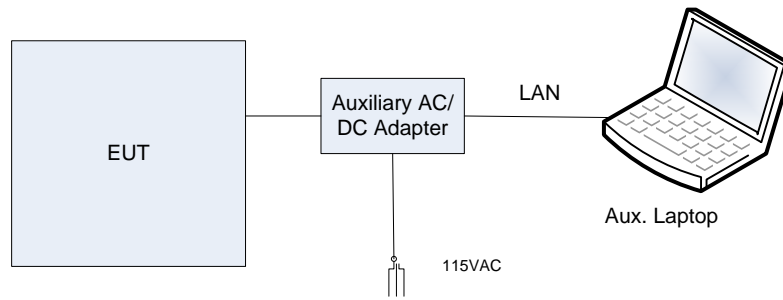 EUT
Auxiliary AC/
DC Adapter
LAN
Aux. Laptop
115VAC